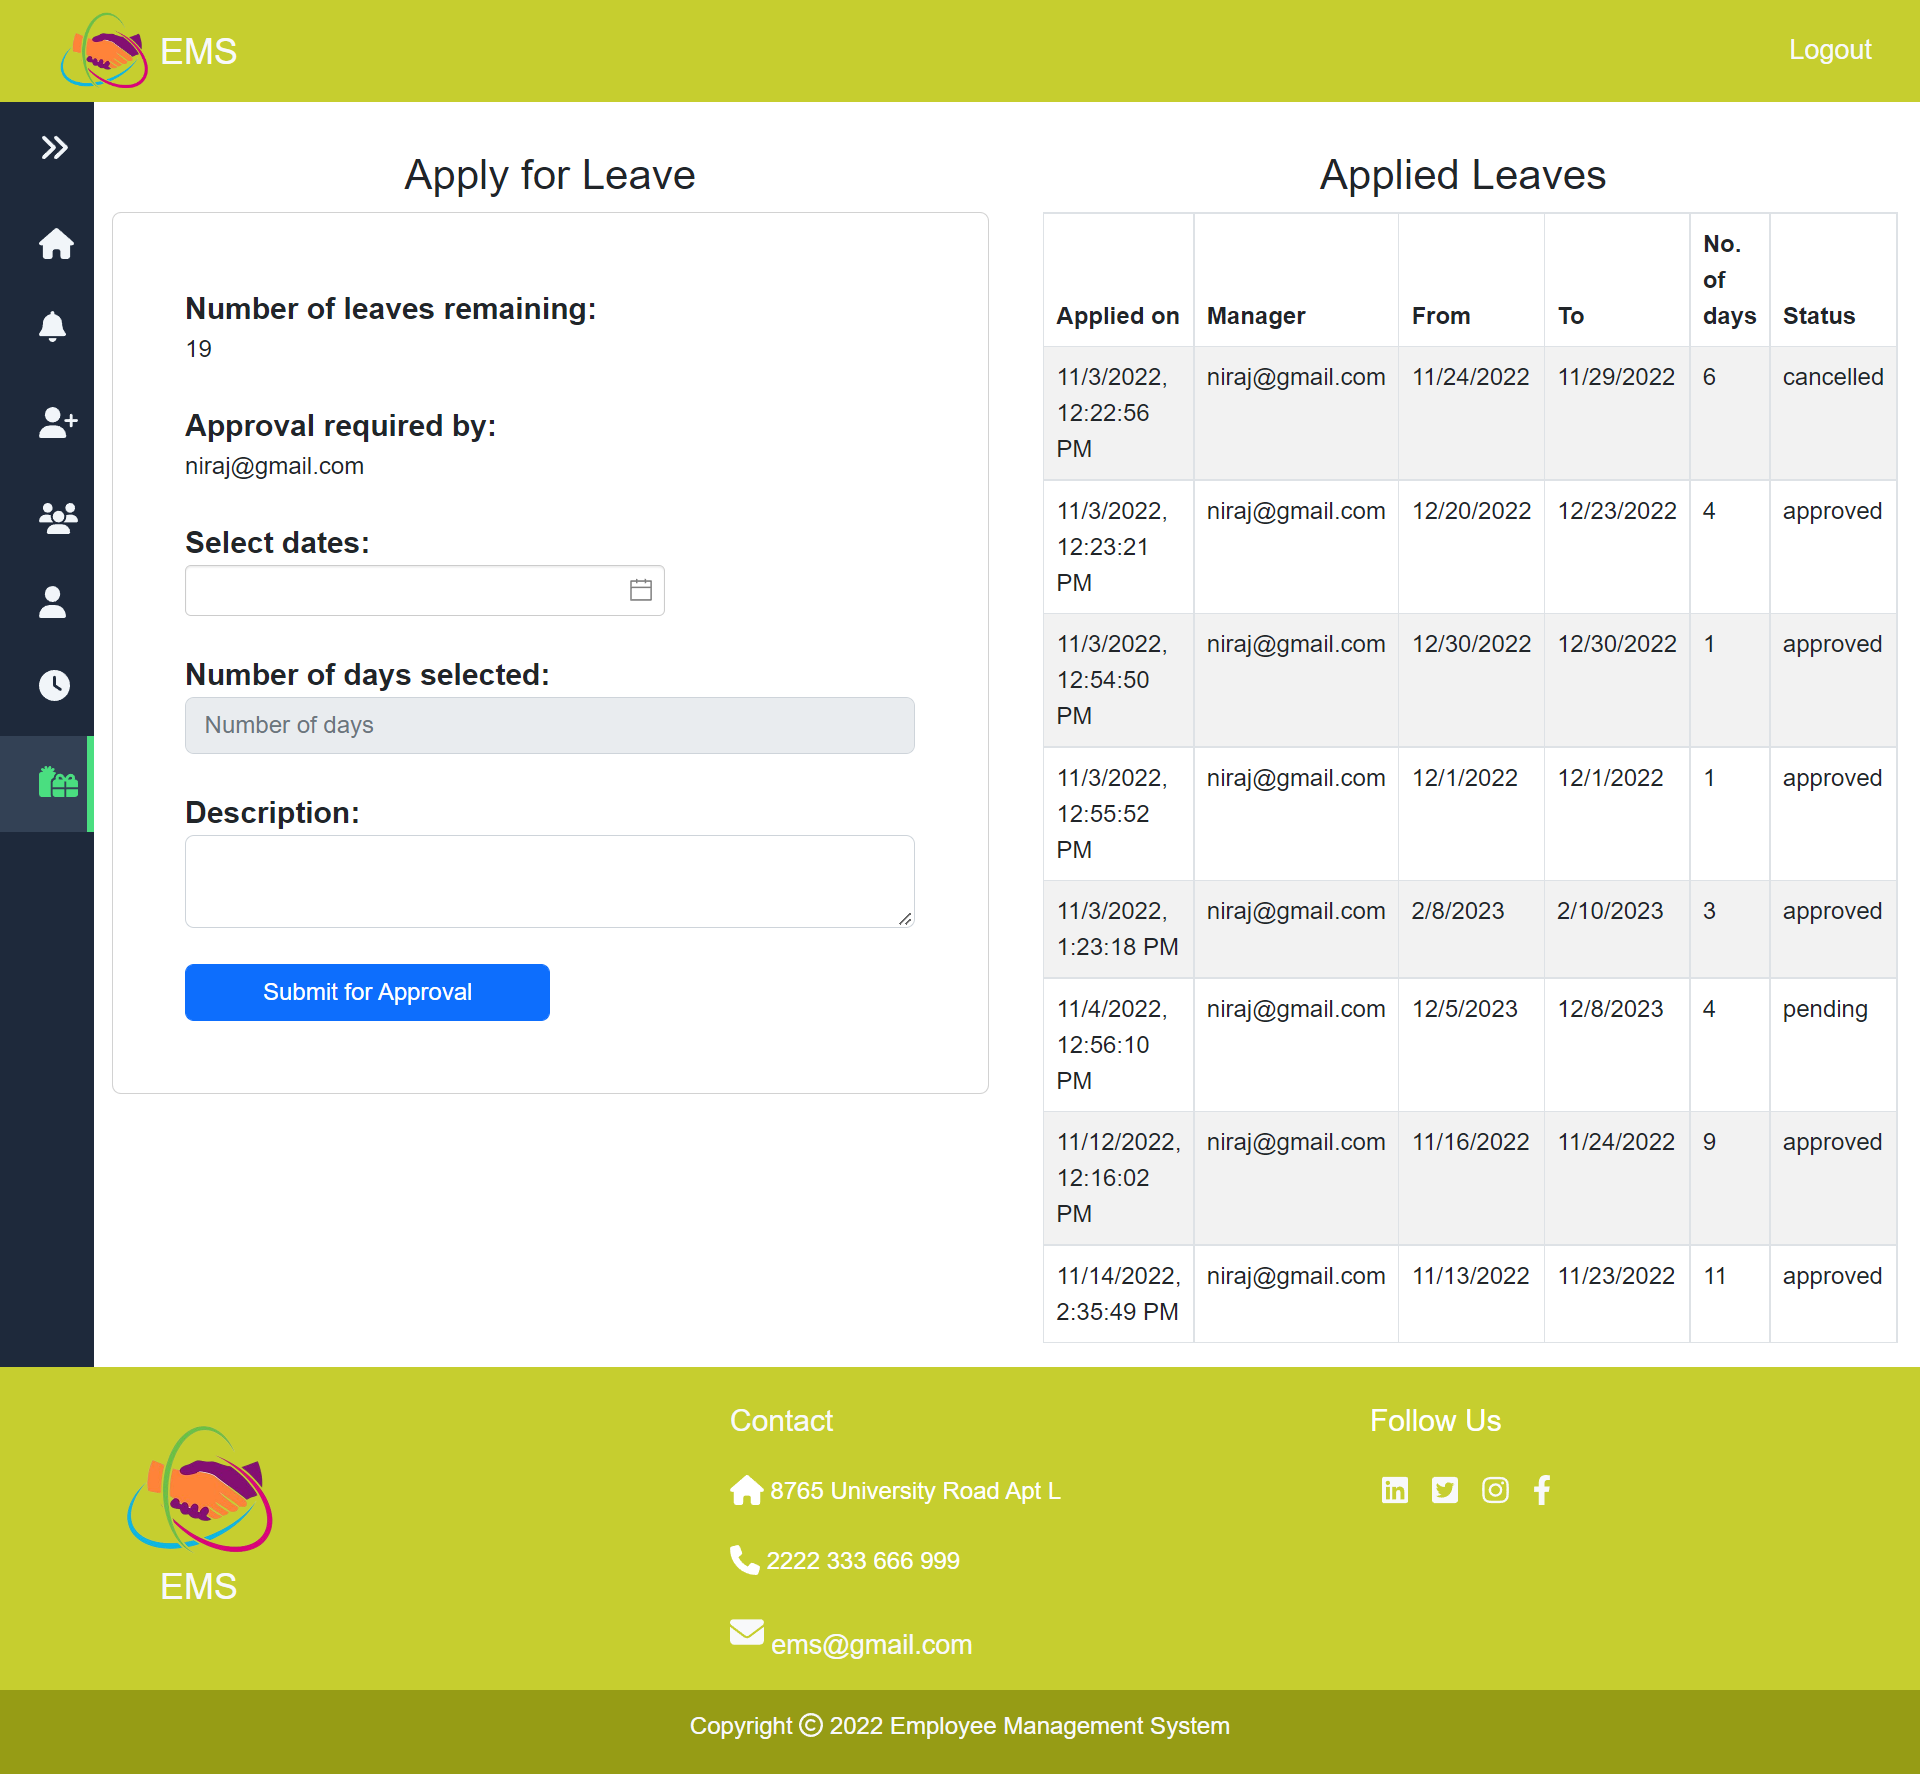 EMS
Logout
Apply for Leave
Number of leaves remaining:
19
Approval required by:
niraj@gmail.com
Select dates:
Number of days selected:
Number of days
Description:
Submit for Approval
Applied Leaves
Applied on Manager From To No. of days Status
11/3/2022, 12:22:56 PM niraj@gmail.com 11/24/2022 11/29/2022 6 cancelled
11/3/2022, 12:23:21 PM niraj@gmail.com 12/20/2022 12/23/2022 4 approved
11/3/2022, 12:54:50 PM niraj@gmail.com 12/30/2022 12/30/2022 1 approved
11/3/2022, 12:55:52 PM niraj@gmail.com 12/1/2022 12/1/2022 1 approved
11/3/2022, 1:23:18 PM niraj@gmail.com 2/8/2023 2/10/2023 3 approved
11/4/2022, 12:56:10 PM niraj@gmail.com 12/5/2023 12/8/2023 4 pending
11/12/2022, 12:16:02 PM niraj@gmail.com 11/16/2022 11/24/2022 9 approved
11/14/2022, 2:35:49 PM niraj@gmail.com 11/13/2022 11/23/2022 11 approved
EMS
Contact
8765 University Road Apt L
2222 333 666 999
ems@gmail.com
Follow Us
Copyright © 2022 Employee Management System